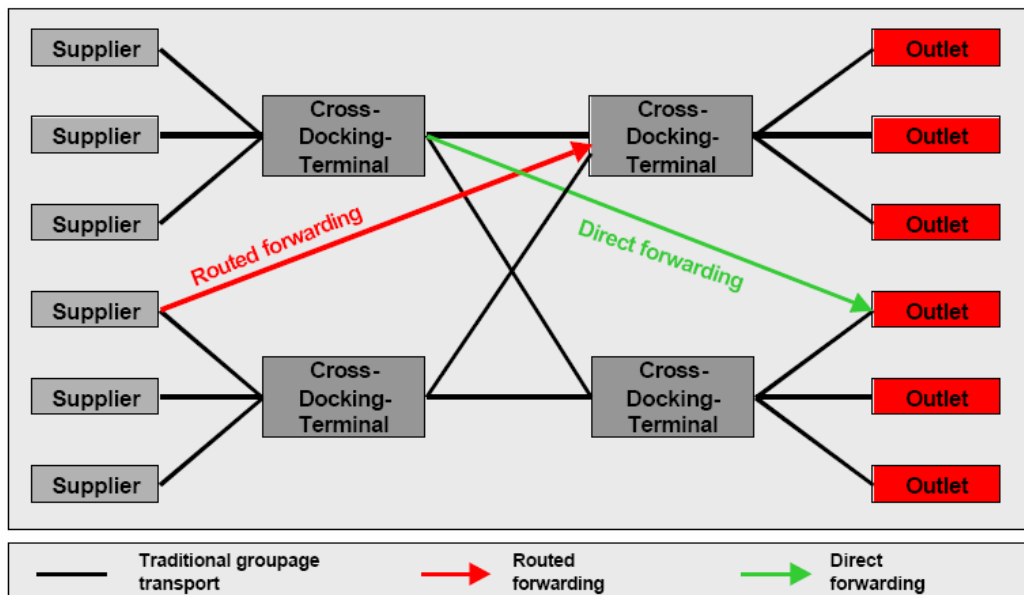 Supplier
Outlet
Cross-
Docking-
Terminal
Cross-
Docking-
Terminal
Supplier
Outlet
Supplier
Outlet
Routed forwarding
Direct forwarding
Supplier
Outlet
Cross-
Docking-
Terminal
Cross-
Docking-
Terminal
Supplier
Outlet
Supplier
Outlet
Traditional groupage
transport
Routed
forwarding
Direct
forwarding